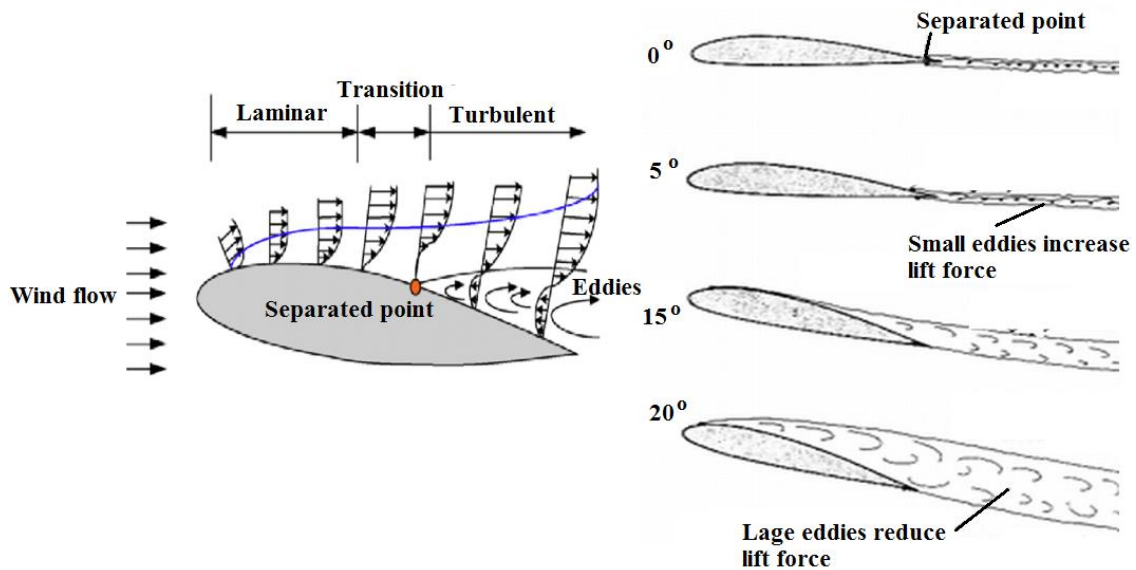 Transition
Laminar
Turbulent
Wind flow
Separated point
Eddies
Separated point
0°
5°
Small eddies increase
lift force
15°
20°
Lage eddies reduce
lift force